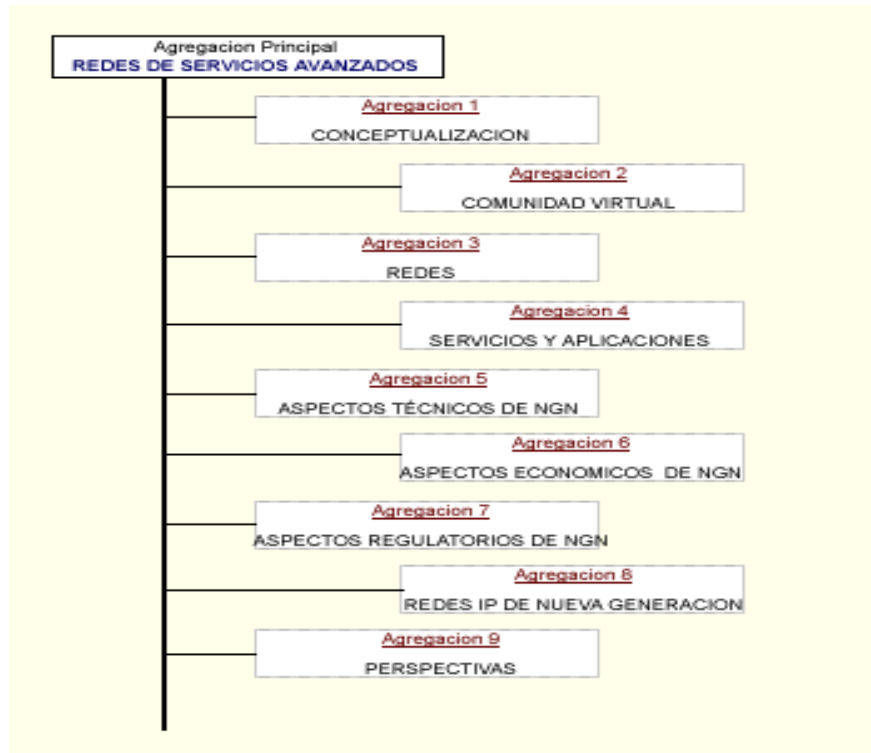 Agregacion Principal
REDES DE SERVICIOS AVANZADOS
Agregacion 1
CONCEPTUALIZACION
Agregacion 2
COMUNIDAD VIRTUAL
Agregacion 3
REDES
Agregacion 4
SERVICIOS Y APLICACIONES
Agregacion 5
ASPECTOS TÉCNICOS DE NGN
Agregacion 6
ASPECTOS ECONOMICOS DE NGN
Agregacion 7
ASPECTOS REGULATORIOS DE NGN
Agregacion 8
REDES IP DE NUEVA GENERACION
Agregacion 9
PERSPECTIVAS